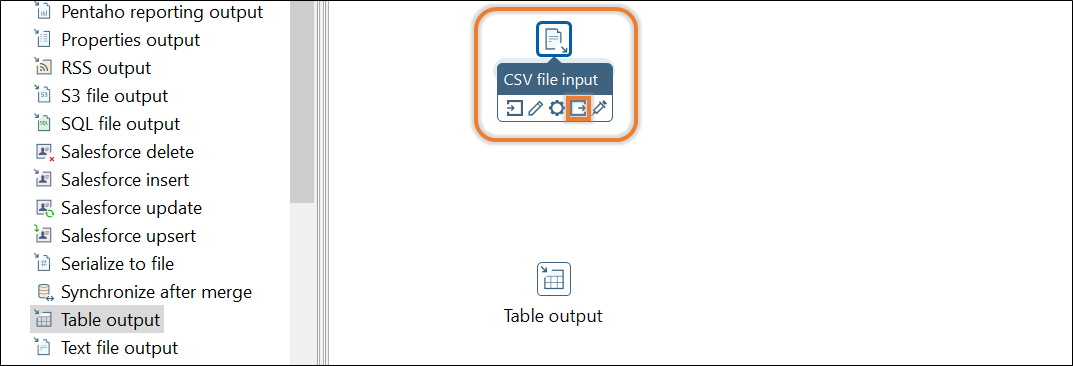 Pentaho reporting output
Properties output
RSS output
S3 file output
SQL file output
Salesforce delete
Salesforce insert
Salesforce update
Salesforce upsert
Serialize to file
Synchronize after merge
Table output
Text file output
CSV file input
Table output